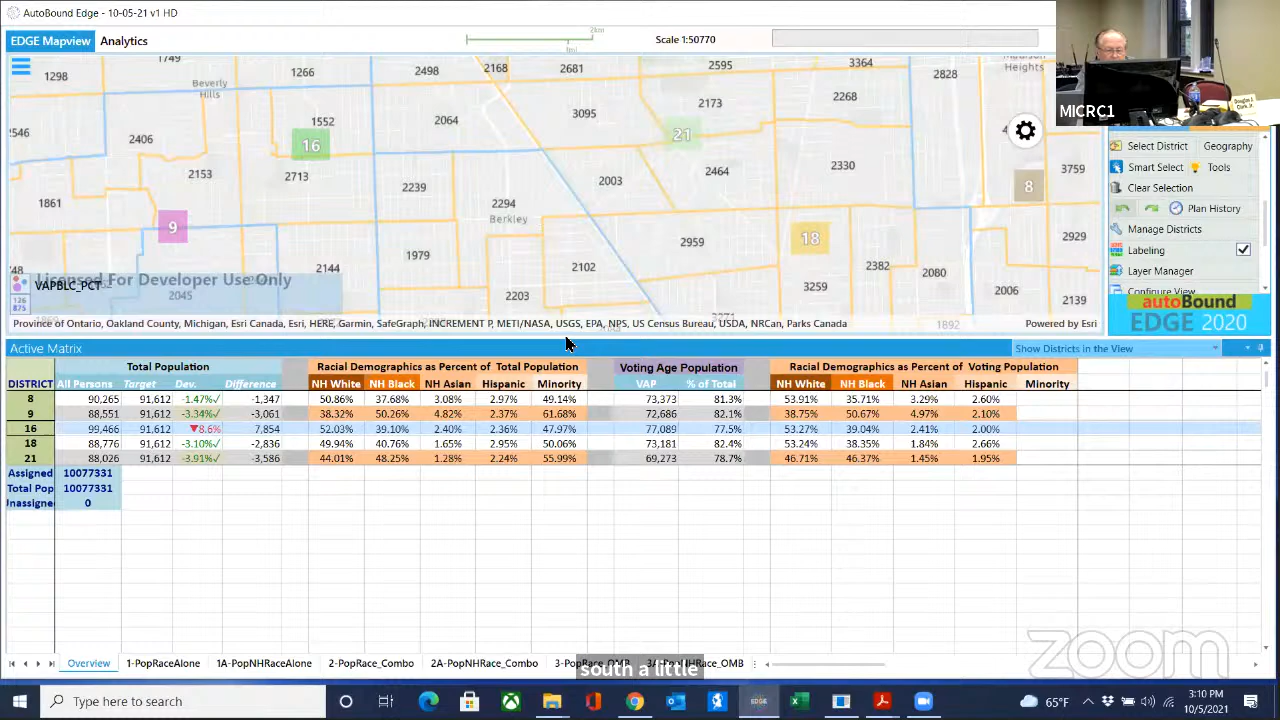 AutoBound Edge - 10-05-21 v1 HD
EDGE Mapview Analytics
2km
1mi
Scale 1:50770
1749
1298
Beverly
Hills
1266
2498
2168
2681
2595
3364
2828
Madison
Heights
2546
2406
1552
16
2064
3095
2173
21
2268
2153
2713
2239
2003
2464
2330
3759
8
1861
9
2294
Berkley
2959
18
2929
2144
1979
2102
2382
2080
2006
2139
2045
2203
3259
1892
Licensed For Developer Use Only
VAPBLC_PCT
Province of Ontario, Oakland County, Michigan, Esri Canada, Esri, HERE, Garmin, SafeGraph, INCREMENT P, METI/NASA, USGS, EPA, NPS, US Census Bureau, USDA, NRCan, Parks Canada
Powered by Esri
MICRC1
Select District Geography
Smart Select Tools
Clear Selection
Plan History
Manage Districts
Labeling
Layer Manager
Configure View
autoBound
EDGE 2020
Active Matrix
Show Districts in the View
Total Population Racial Demographics as Percent of Total Population Voting Age Population Racial Demographics as Percent of Voting Population
DISTRICT All Persons Target Dev. Difference NH White NH Black NH Asian Hispanic Minority VAP % of Total NH White NH Black NH Asian Hispanic Minority
8 90,265 91,612 -1.47%✓ -1,347 50.86% 37.68% 3.08% 2.97% 49.14% 73,373 81.3% 53.91% 35.71% 3.29% 2.60%
9 88,551 91,612 -3.34%✓ -3,061 38.32% 50.26% 4.82% 2.37% 61.68% 72,686 82.1% 38.75% 50.67% 4.97% 2.10%
16 99,466 91,612 ▼8.6% 7,854 52.03% 39.10% 2.40% 2.36% 47.97% 77,089 77.5% 53.27% 39.04% 2.41% 2.00%
18 88,776 91,612 -3.10%✓ -2,836 49.94% 40.76% 1.65% 2.95% 50.06% 73,181 82.4% 53.24% 38.35% 1.84% 2.66%
21 88,026 91,612 -3.91%✓ -3,586 44.01% 48.25% 1.28% 2.24% 55.99% 69,273 78.7% 46.71% 46.37% 1.45% 1.95%
Assigned 10077331
Total Pop 10077331
Unassigne 0
zoom
Overview 1-PopRaceAlone 1A-PopNHRaceAlone 2-PopRace_Combo 2A-PopNHRace_Combo
south a little
Type here to search
EDGE
65°F
3:10 PM
10/5/2021